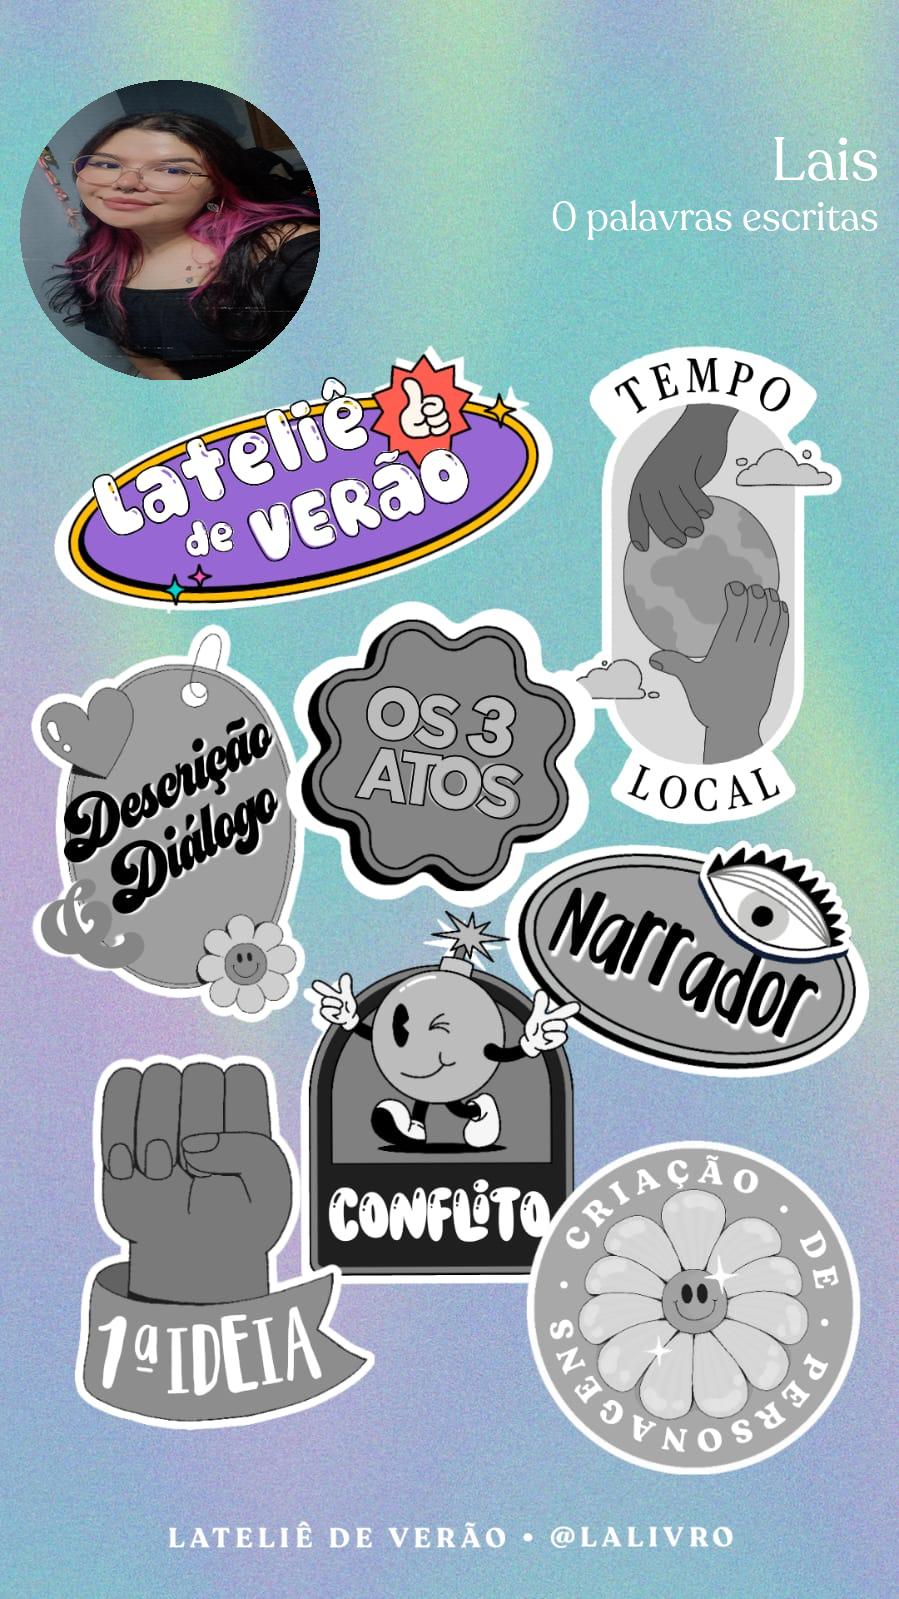 Lais
0 palavras escritas
Lateliê
de VERÃO
TEMPO
LOCAL
Descrição
&
Diálogo
OS 3
ATOS
Narrador
CONFLITO
1ª IDEIA
CRIAÇÃO · DE · PERSONAGENS ·
LATELIÊ DE VERÃO • @LALIVRO